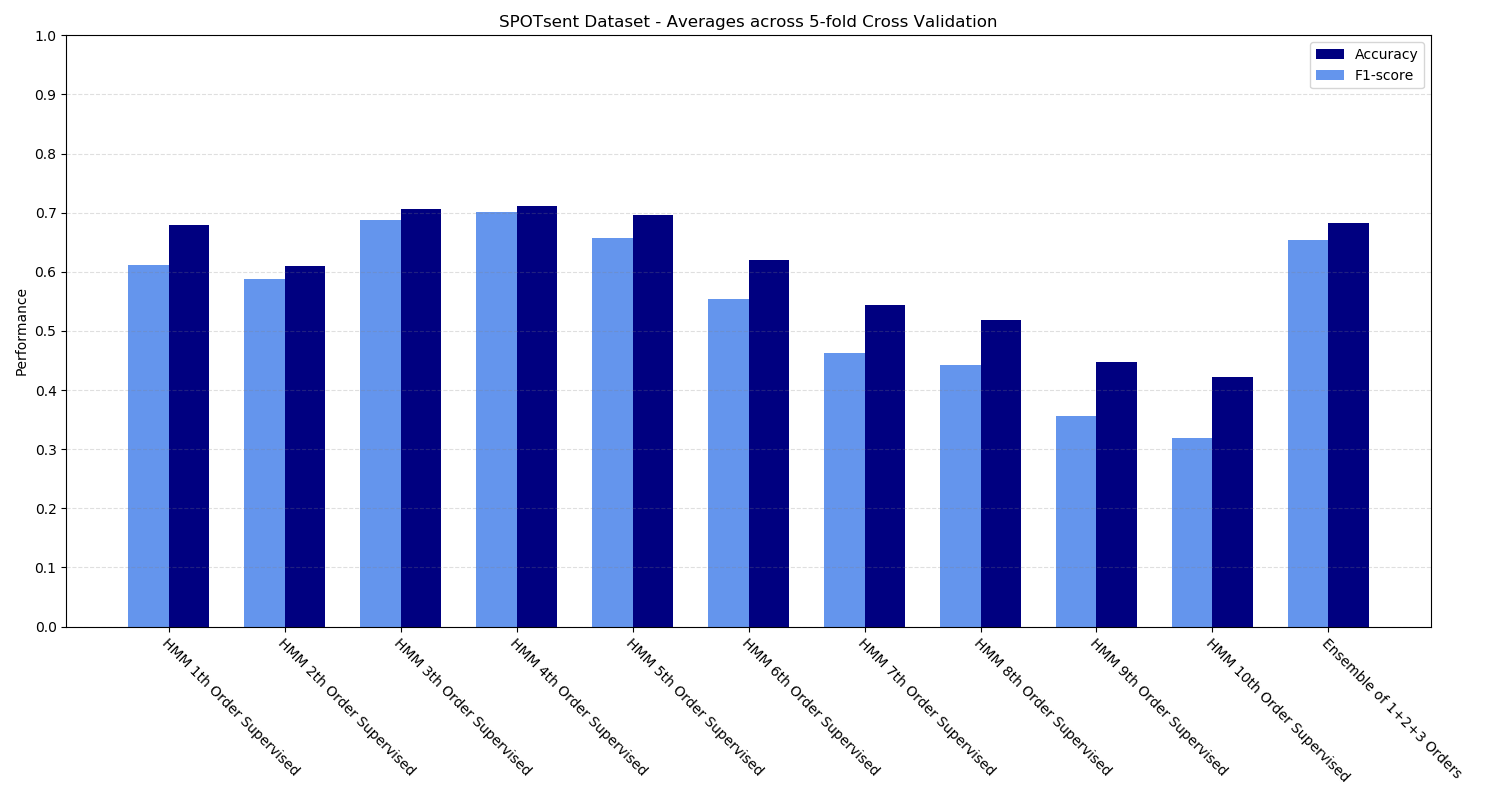 SPOTsent Dataset - Averages across 5-fold Cross Validation
Accuracy
F1-score
Performance
1.0
0.9
0.8
0.7
0.6
0.5
0.4
0.3
0.2
0.1
0.0
HMM 1th Order Supervised
HMM 2th Order Supervised
HMM 3th Order Supervised
HMM 4th Order Supervised
HMM 5th Order Supervised
HMM 6th Order Supervised
HMM 7th Order Supervised
HMM 8th Order Supervised
HMM 9th Order Supervised
HMM 10th Order Supervised
Ensemble of 1+2+3 Orders